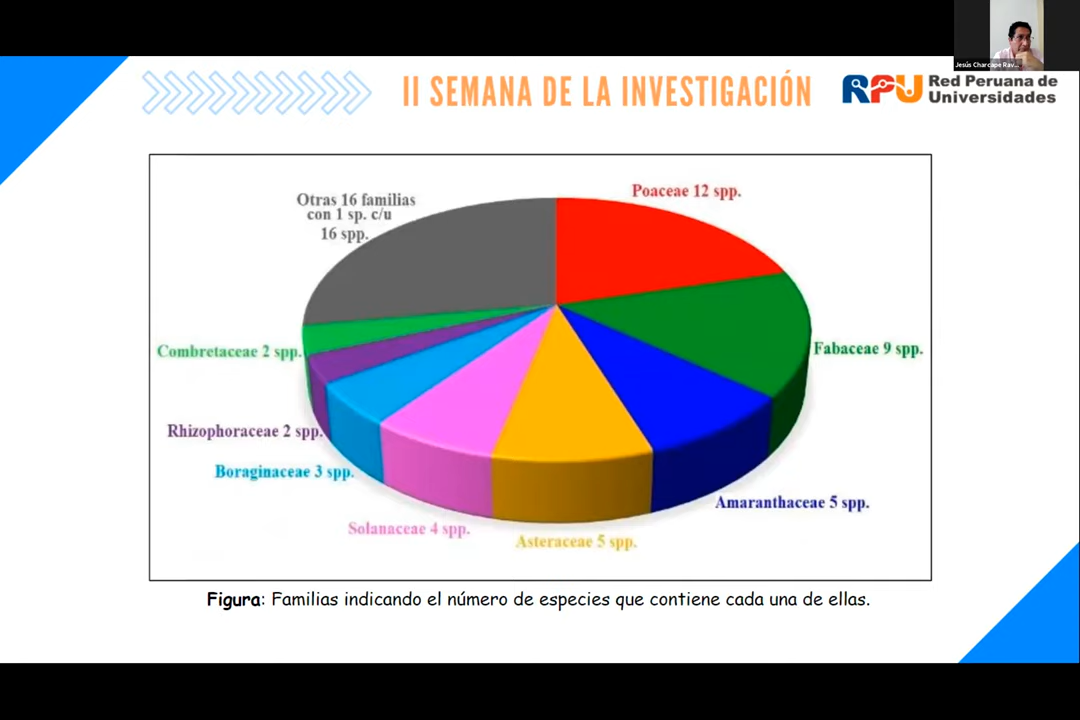 Jesús Charcape Rav...
II SEMANA DE LA INVESTIGACIÓN
RPU
Red Peruana de
Universidades
Poaceae 12 spp.
Otras 16 familias
con 1 sp. c/u
16 spp.
Combretaceae 2 spp.
Fabaceae 9 spp.
Rhizophoraceae 2 spp.
Boraginaceae 3 spp.
Amaranthaceae 5 spp.
Solanaceae 4 spp.
Asteraceae 5 spp.
Figura: Familias indicando el número de especies que contiene cada una de ellas.